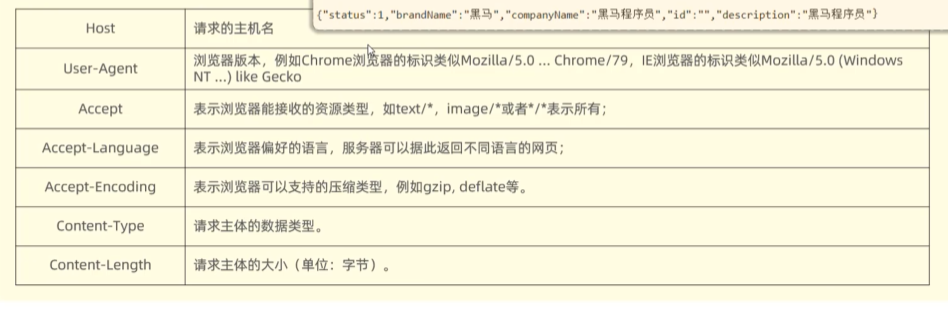 {"status":1,"brandName":"黑马","companyName":"黑马程序员","id":"","description":"黑马程序员"}
Host 请求的主机名
User-Agent 浏览器版本，例如Chrome浏览器的标识类似Mozilla/5.0 ... Chrome/79，IE浏览器的标识类似Mozilla/5.0 (Windows
NT ...) like Gecko
Accept 表示浏览器能接收的资源类型，如text/*，image/*或者*/*表示所有；
Accept-Language 表示浏览器偏好的语言，服务器可以据此返回不同语言的网页；
Accept-Encoding 表示浏览器可以支持的压缩类型，例如gzip, deflate等。
Content-Type 请求主体的数据类型。
Content-Length 请求主体的大小（单位：字节）。